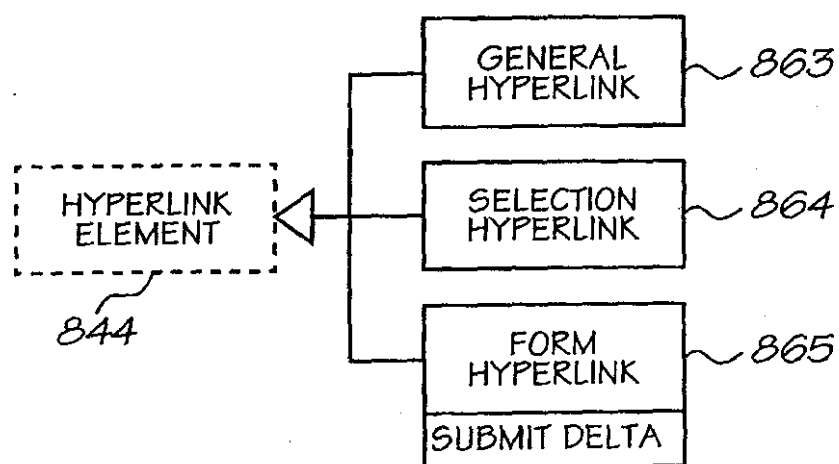 GENERAL
HYPERLINK
863
HYPERLINK
ELEMENT
844
SELECTION
HYPERLINK
864
FORM
HYPERLINK
865
SUBMIT DELTA